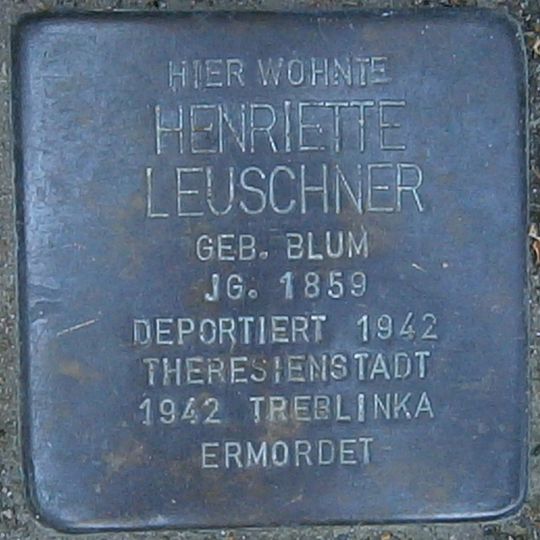 HIER WOHNTE
HENRIETTE
LEUSCHNER
GEB. BLUM
JG. 1859
DEPORTIERT 1942
THERESIENSTADT
1942 TREBLINKA
ERMORDET